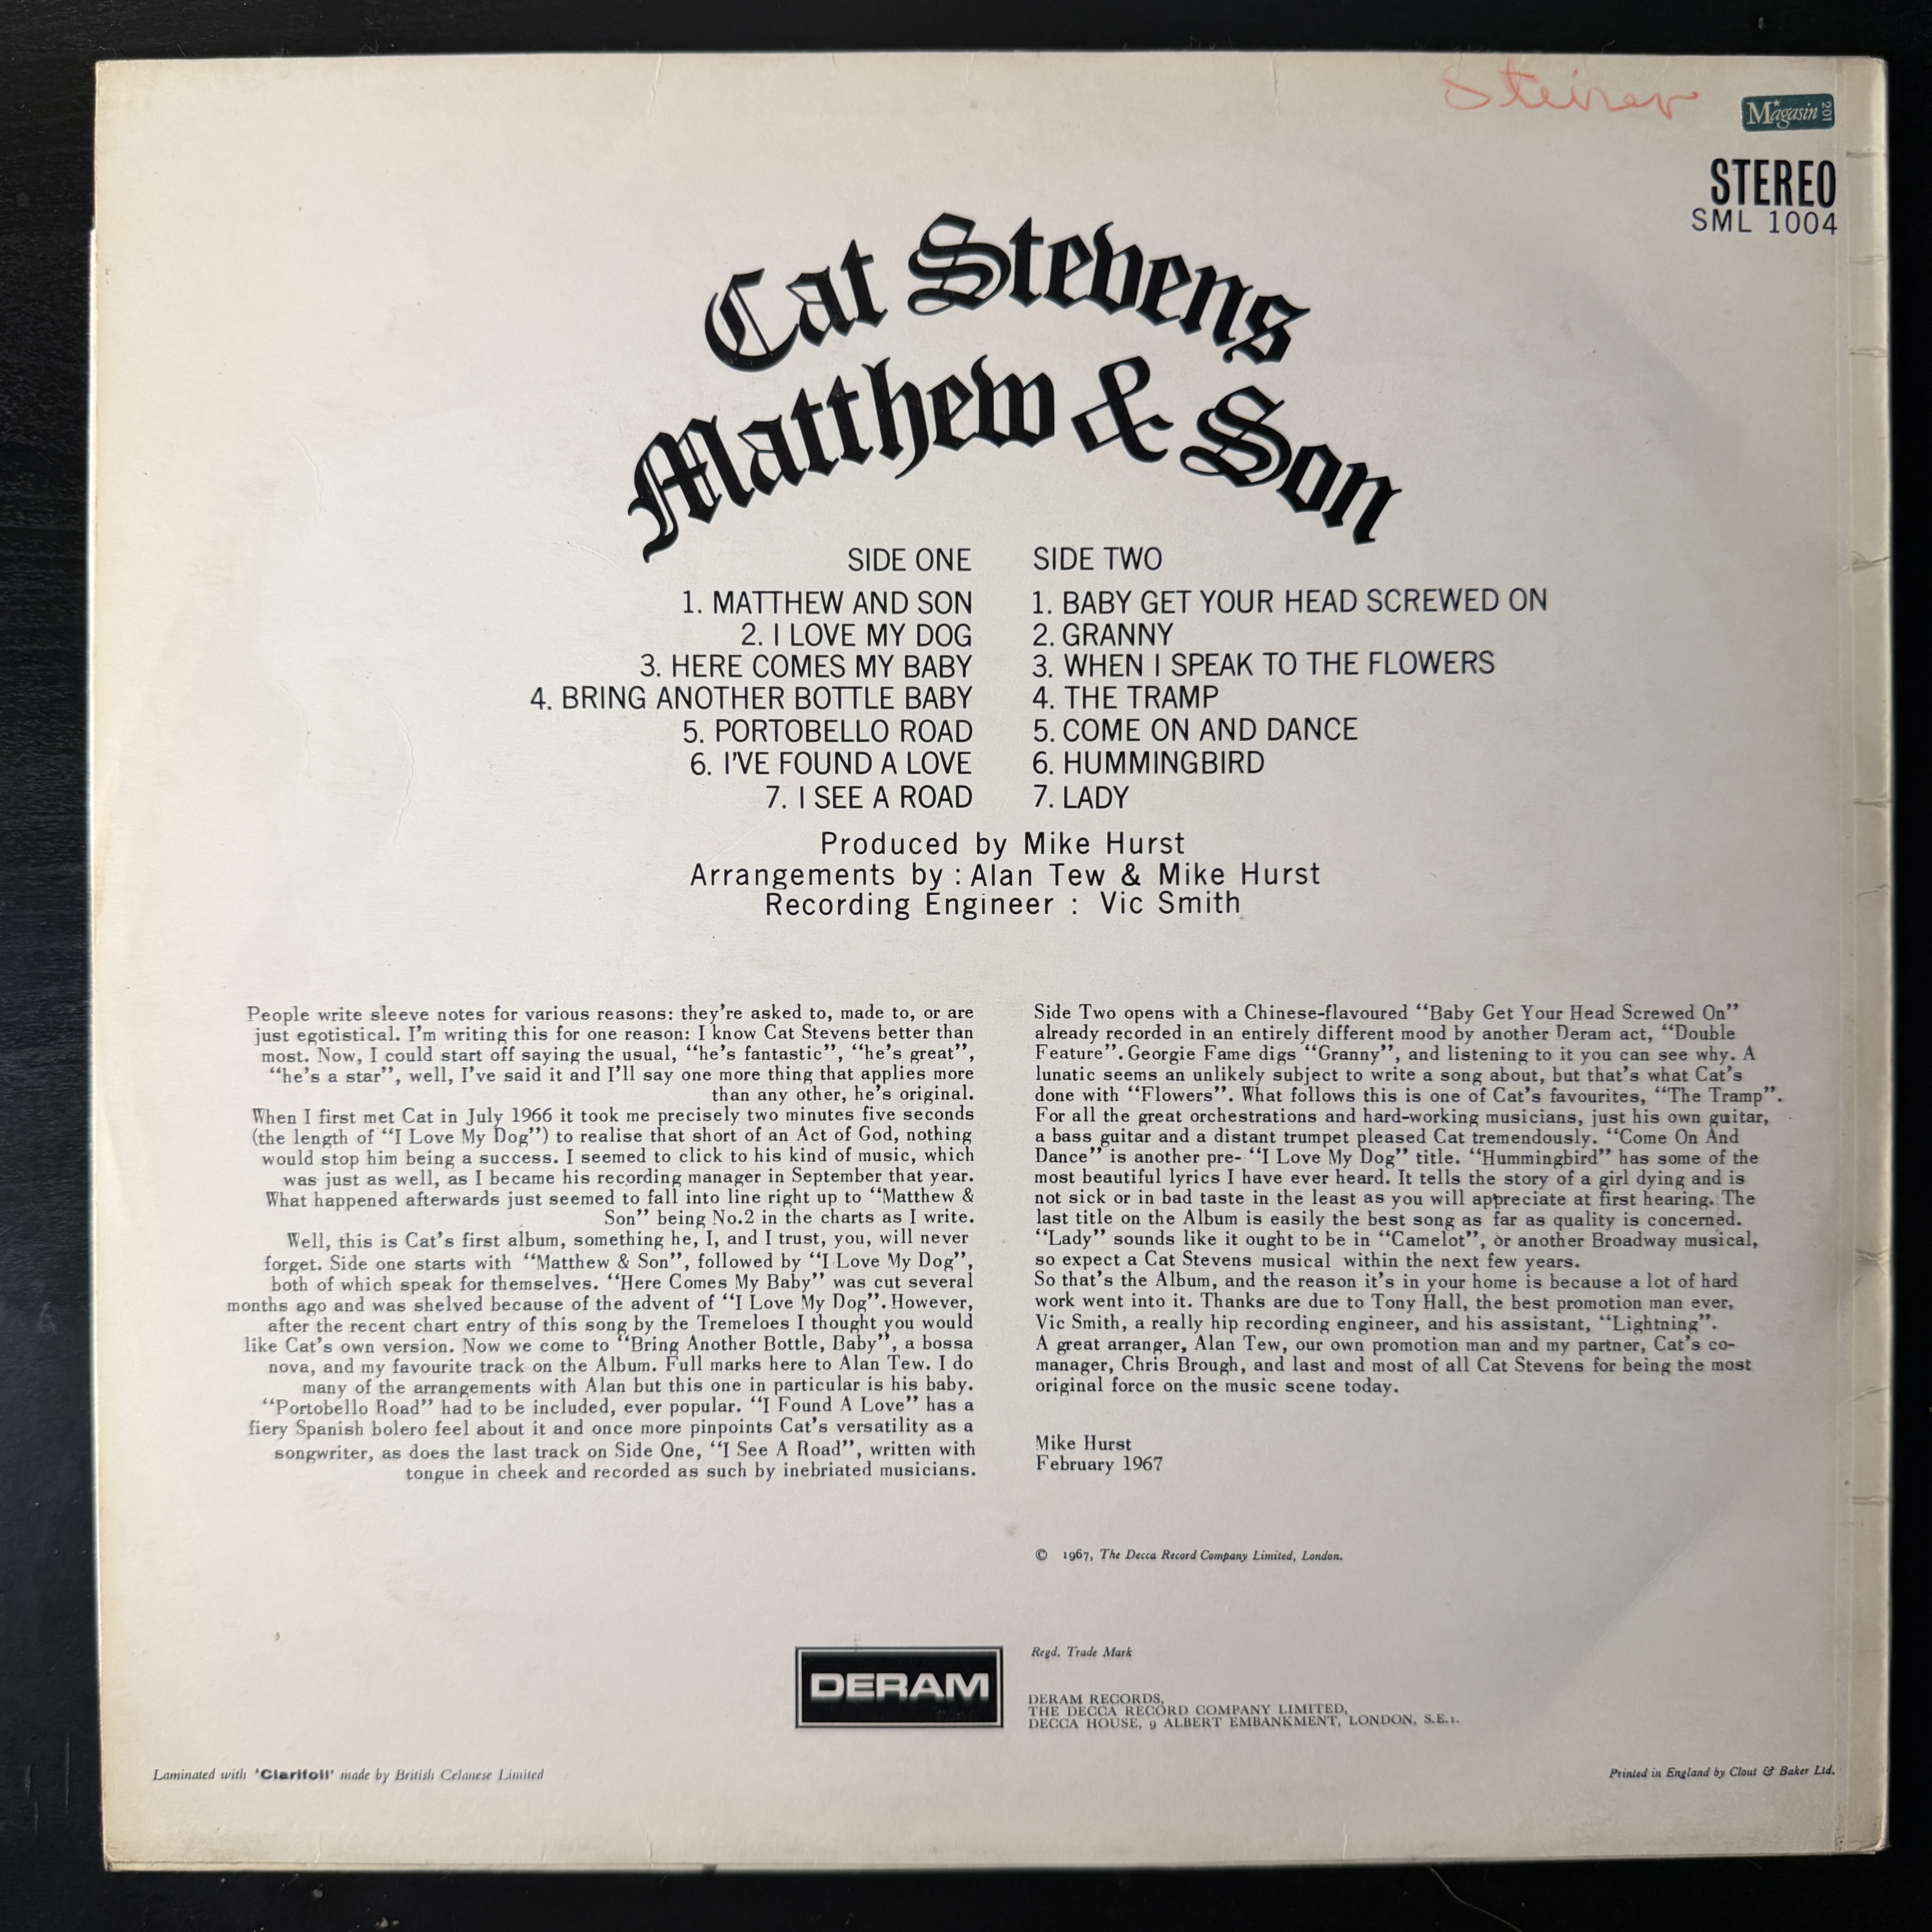 Steiner
Magasin 201
STEREO
SML 1004
Cat Stevens
Matthew & Son
SIDE ONE
1. MATTHEW AND SON
2. I LOVE MY DOG
3. HERE COMES MY BABY
4. BRING ANOTHER BOTTLE BABY
5. PORTOBELLO ROAD
6. I'VE FOUND A LOVE
7. I SEE A ROAD
SIDE TWO
1. BABY GET YOUR HEAD SCREWED ON
2. GRANNY
3. WHEN I SPEAK TO THE FLOWERS
4. THE TRAMP
5. COME ON AND DANCE
6. HUMMINGBIRD
7. LADY
Produced by Mike Hurst
Arrangements by : Alan Tew & Mike Hurst
Recording Engineer : Vic Smith
People write sleeve notes for various reasons: they're asked to, made to, or are
just egotistical. I'm writing this for one reason: I know Cat Stevens better than
most. Now, I could start off saying the usual, “he's fantastic”, “he's great”,
“he's a star”, well, I've said it and I'll say one more thing that applies more
than any other, he's original.
When I first met Cat in July 1966 it took me precisely two minutes five seconds
(the length of “I Love My Dog”) to realise that short of an Act of God, nothing
would stop him being a success. I seemed to click to his kind of music, which
was just as well, as I became his recording manager in September that year.
What happened afterwards just seemed to fall into line right up to “Matthew &
Son” being No.2 in the charts as I write.
Well, this is Cat's first album, something he, I, and I trust, you, will never
forget. Side one starts with “Matthew & Son”, followed by “I Love My Dog”,
both of which speak for themselves. “Here Comes My Baby” was cut several
months ago and was shelved because of the advent of “I Love My Dog”. However,
after the recent chart entry of this song by the Tremeloes I thought you would
like Cat's own version. Now we come to “Bring Another Bottle, Baby”, a bossa
nova, and my favourite track on the Album. Full marks here to Alan Tew. I do
many of the arrangements with Alan but this one in particular is his baby.
“Portobello Road” had to be included, ever popular. “I Found A Love” has a
fiery Spanish bolero feel about it and once more pinpoints Cat's versatility as a
songwriter, as does the last track on Side One, “I See A Road”, written with
tongue in cheek and recorded as such by inebriated musicians.
Side Two opens with a Chinese-flavoured “Baby Get Your Head Screwed On”
already recorded in an entirely different mood by another Deram act, “Double
Feature”. Georgie Fame digs “Granny”, and listening to it you can see why. A
lunatic seems an unlikely subject to write a song about, but that's what Cat's
done with “Flowers”. What follows this is one of Cat's favourites, “The Tramp”.
For all the great orchestrations and hard-working musicians, just his own guitar,
a bass guitar and a distant trumpet pleased Cat tremendously. “Come On And
Dance” is another pre- “I Love My Dog” title. “Hummingbird” has some of the
most beautiful lyrics I have ever heard. It tells the story of a girl dying and is
not sick or in bad taste in the least as you will appreciate at first hearing. The
last title on the Album is easily the best song as far as quality is concerned.
“Lady” sounds like it ought to be in “Camelot”, or another Broadway musical,
so expect a Cat Stevens musical within the next few years.
So that's the Album, and the reason it's in your home is because a lot of hard
work went into it. Thanks are due to Tony Hall, the best promotion man ever,
Vic Smith, a really hip recording engineer, and his assistant, “Lightning”.
A great arranger, Alan Tew, our own promotion man and my partner, Cat's co-
manager, Chris Brough, and last and most of all Cat Stevens for being the most
original force on the music scene today.
Mike Hurst
February 1967
© 1967, The Decca Record Company Limited, London.
DERAM
Regd. Trade Mark
DERAM RECORDS,
THE DECCA RECORD COMPANY LIMITED,
DECCA HOUSE, 9 ALBERT EMBANKMENT, LONDON, S.E.1.
Laminated with 'Clarifoil' made by British Celanese Limited
Printed in England by Clout & Baker Ltd.